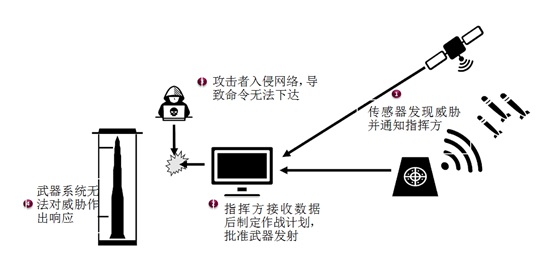 攻击者入侵网络，导
致命令无法下达
传感器发现威胁
并通知指挥方
武器系统无
法对威胁作
出响应
指挥方接收数据
后制定作战计划，
批准武器发射